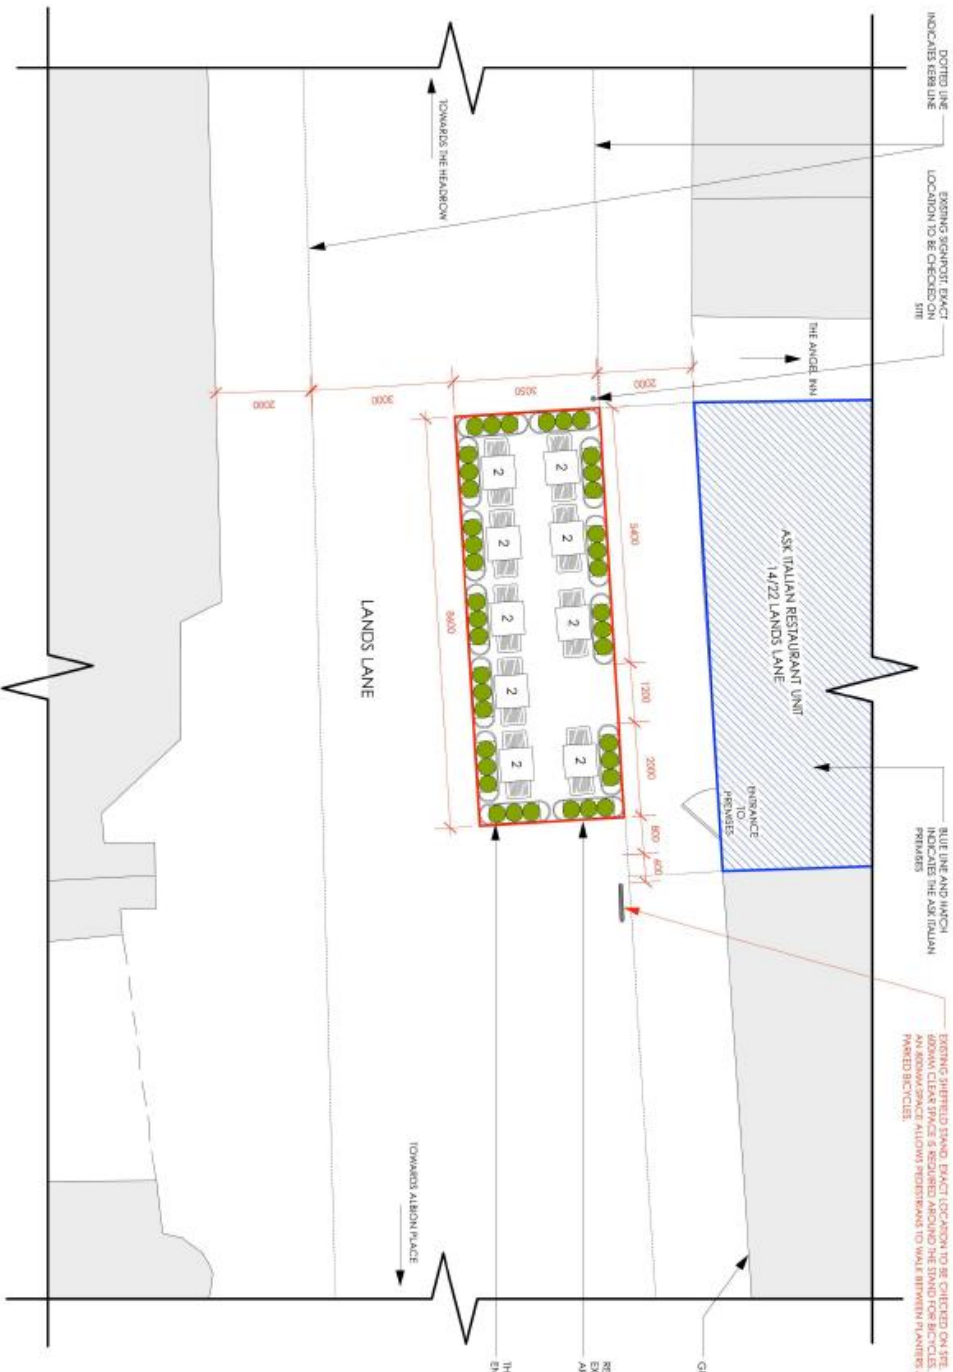 DOTTED LINE
INDICATES KERB LINE
EXISTING SIGNPOST, EXACT
LOCATION TO BE CHECKED ON
SITE
BLUE LINE AND HATCH
INDICATES THE ASK ITALIAN
PREMISES
EXISTING SHEFFIELD STAND. EXACT LOCATION TO BE CHECKED ON SITE.
600MM CLEAR SPACE IS REQUIRED AROUND THE STAND FOR BICYCLES.
AN 800MM SPACE ALLOWS PEDESTRIANS TO WALK BETWEEN PLANTERS
PARKED BICYCLES.
THE ANGEL INN
ASK ITALIAN RESTAURANT UNIT
14/22 LANDS LANE
ENTRANCE
TO
PREMISES
2000
3050
3000
2000
5400
1200
2000
800
600
8600
2
2
2
2
2
2
2
2
2
TOWARDS THE HEADROW
LANDS LANE
TOWARDS ALBION PLACE
G
RE
EX
A
TH
EN